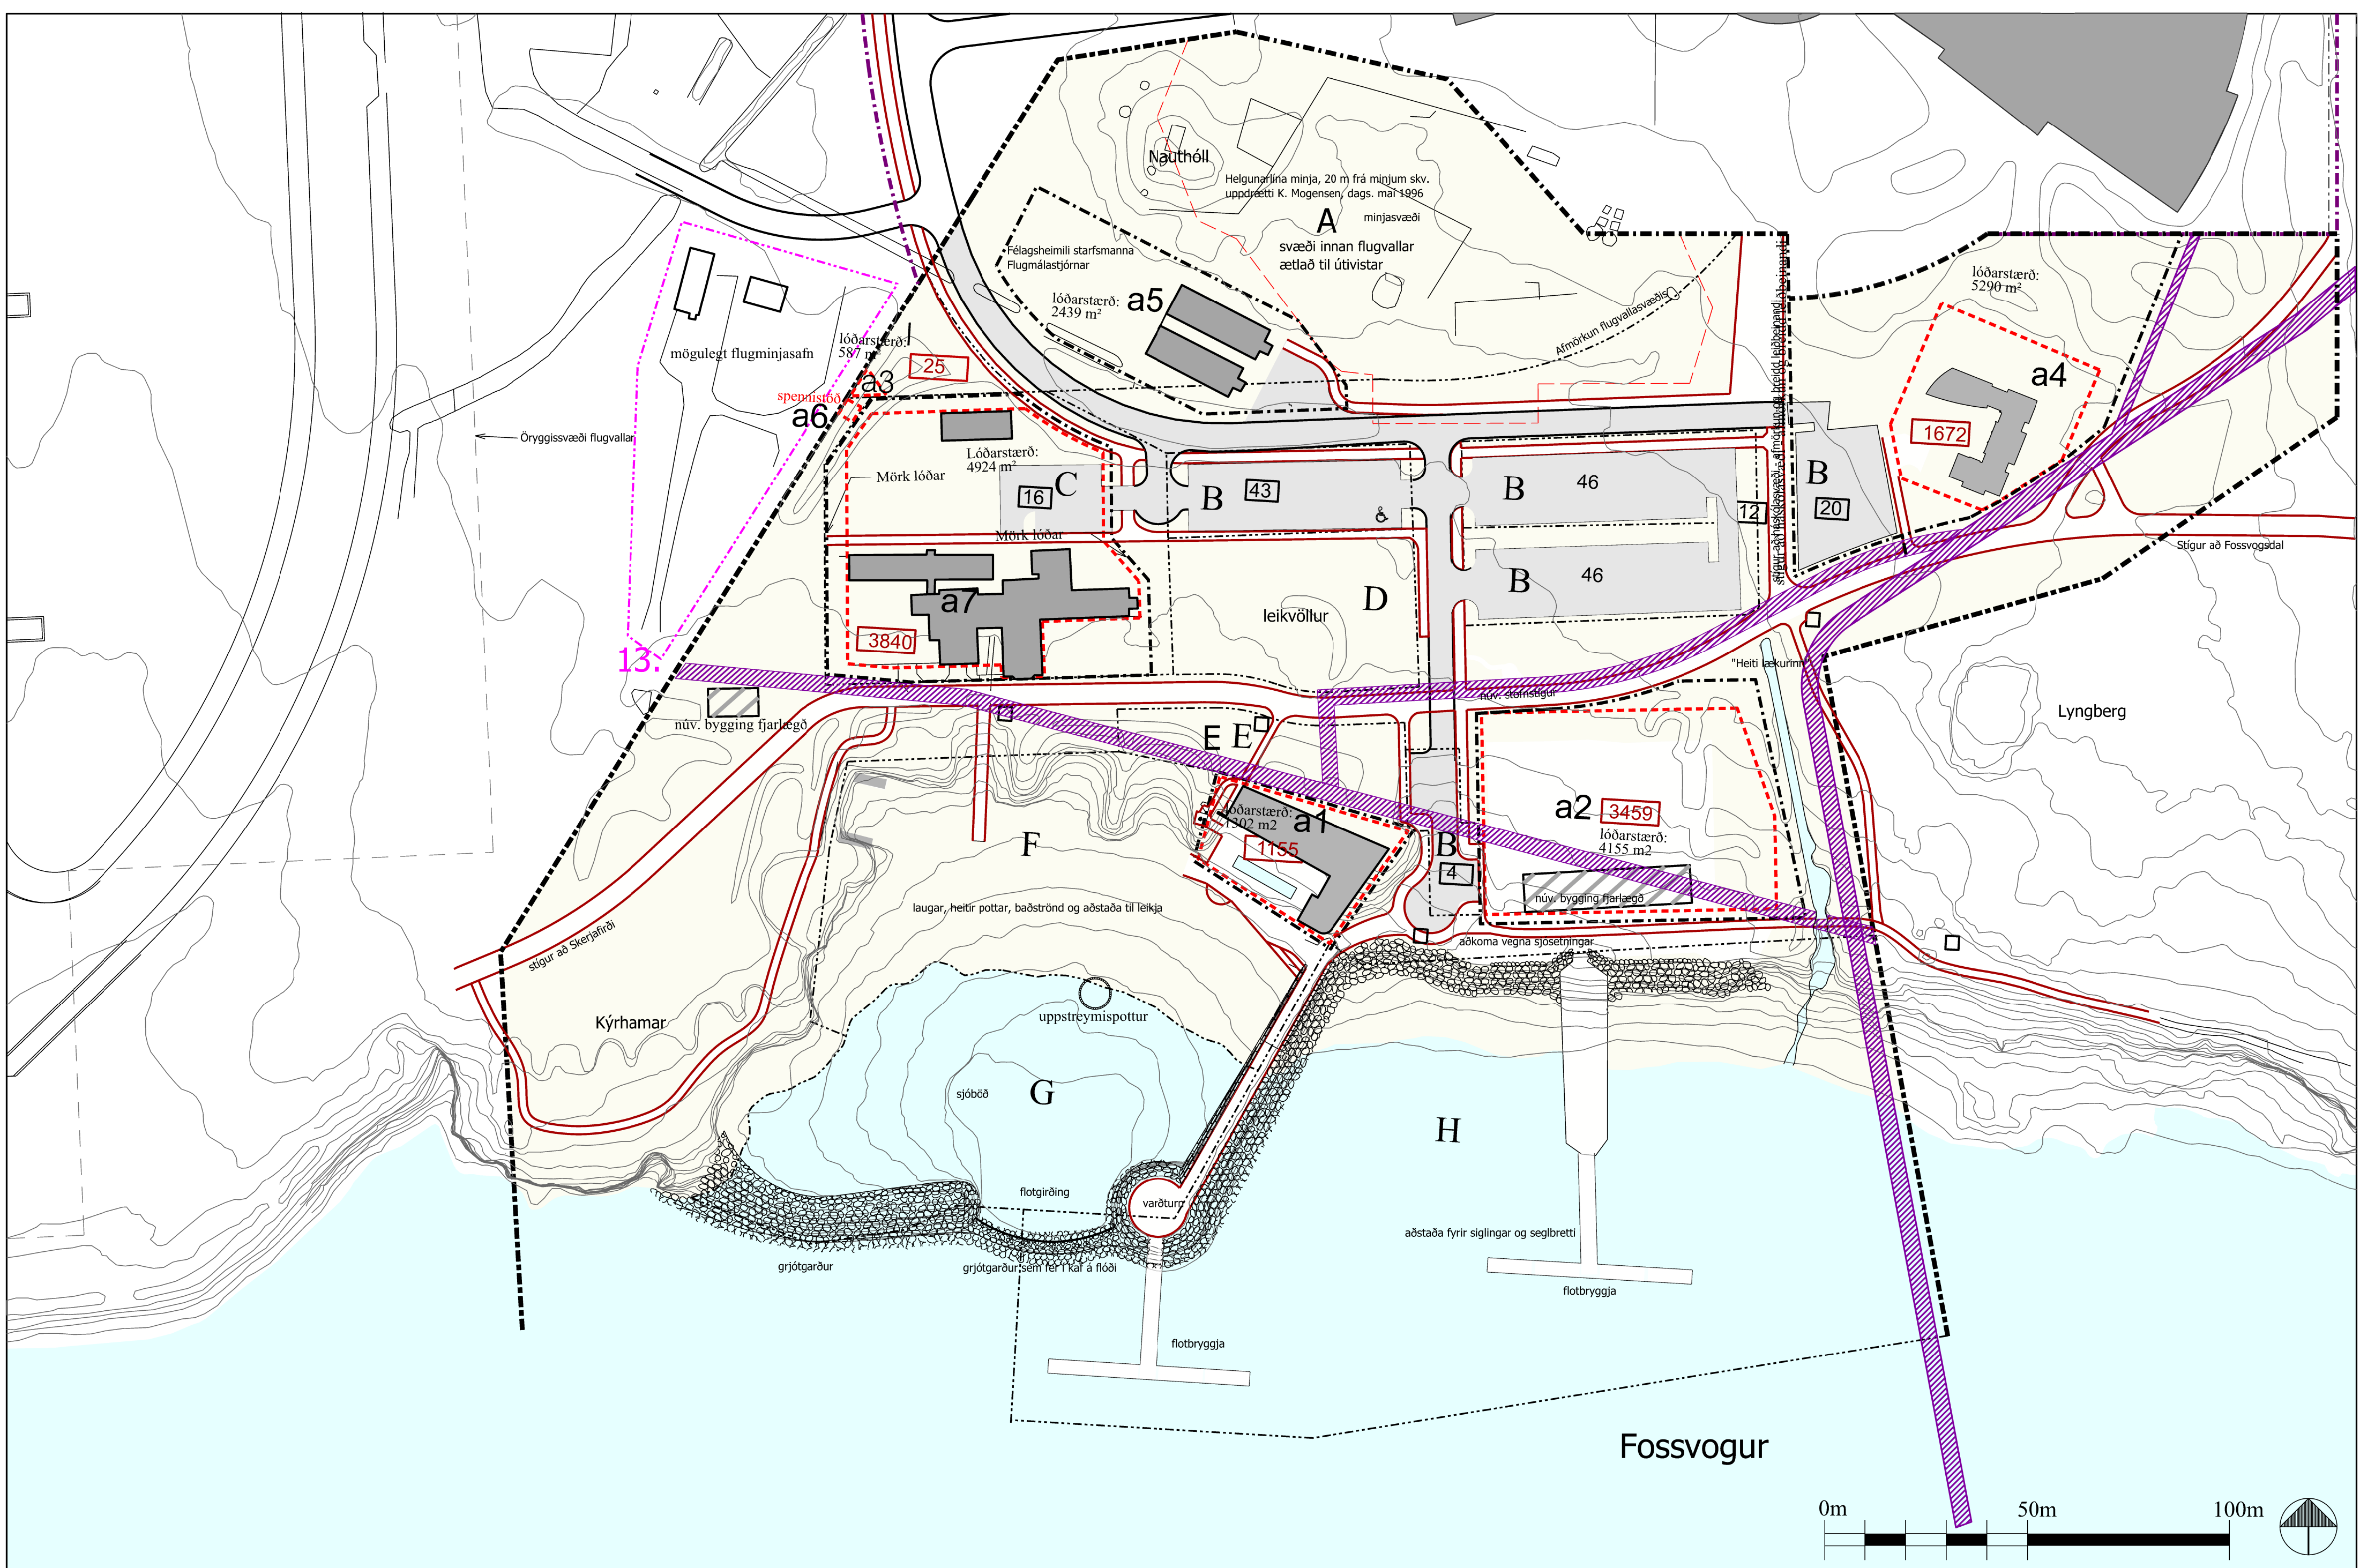 Nauthóll
Helgunarlína minja, 20 m frá minjum skv.
uppdrætti K. Mogensen, dags. maí 1996
A
minjasvæði
svæði innan flugvallar
ætlað til útivistar
Félagsheimili starfsmanna
Flugmálastjórnar
lóðarstærð:
2439 m²
a5
Afmörkun flugvallasvæðis
lóðarstærð:
5290 m²
a4
1672
mögulegt flugminjasafn
lóðarstærð:
587 m²
25
a3
spennistöð
a6
Öryggissvæði flugvallar
Lóðarstærð:
4924 m²
Mörk lóðar
16
C
B
43
B
46
12
B
20
Mörk lóðar
Stígur að Fossvogsdal
a7
3840
leikvöllur
D
B
46
13.
"Heiti lækurinn"
núv. stofnstígur
núv. bygging fjarlægð
Lyngberg
E
E
lóðarstærð:
1302 m2
a1
1155
B
4
a2
3459
lóðarstærð:
4155 m2
núv. bygging fjarlægð
F
laugar, heitir pottar, baðströnd og aðstaða til leikja
stígur að Skerjafirði
aðkoma vegna sjósetningar
Kýrhamar
uppstreymispottur
sjóböð
G
H
flotgirðing
varðturn
aðstaða fyrir siglingar og seglbretti
grjótgarður
grjótgarður sem fer í kaf á flóði
flotbryggja
flotbryggja
Fossvogur
0m
50m
100m